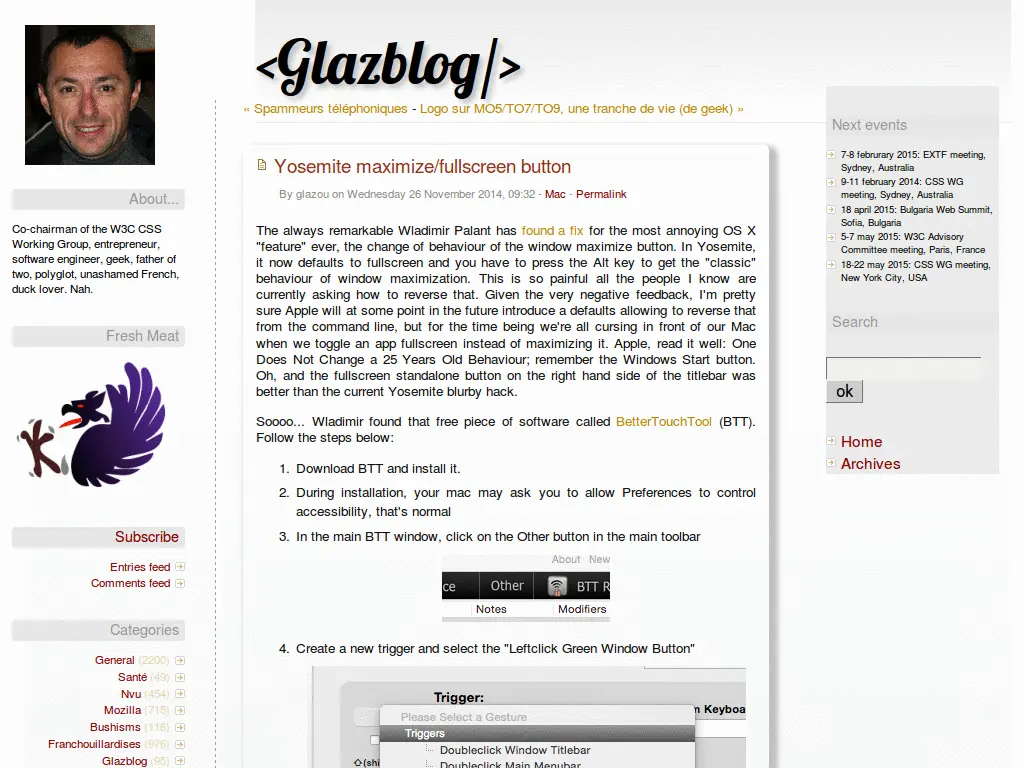 <Glazblog/>
« Spammeurs téléphoniques - Logo sur MO5/TO7/TO9, une tranche de vie (de geek) »
About...
Co-chairman of the W3C CSS
Working Group, entrepreneur,
software engineer, geek, father of
two, polyglot, unashamed French,
duck lover. Nah.
Fresh Meat
Subscribe
Entries feed
Comments feed
Categories
General (2200)
Santé (49)
Nvu (454)
Mozilla (715)
Bushisms (116)
Franchouillardises (976)
Glazblog (95)
Yosemite maximize/fullscreen button
By glazou on Wednesday 26 November 2014, 09:32 - Mac - Permalink
The always remarkable Wladimir Palant has found a fix for the most annoying OS X
"feature" ever, the change of behaviour of the window maximize button. In Yosemite,
it now defaults to fullscreen and you have to press the Alt key to get the "classic"
behaviour of window maximization. This is so painful all the people I know are
currently asking how to reverse that. Given the very negative feedback, I'm pretty
sure Apple will at some point in the future introduce a defaults allowing to reverse that
from the command line, but for the time being we're all cursing in front of our Mac
when we toggle an app fullscreen instead of maximizing it. Apple, read it well: One
Does Not Change a 25 Years Old Behaviour; remember the Windows Start button.
Oh, and the fullscreen standalone button on the right hand side of the titlebar was
better than the current Yosemite blurby hack.
Soooo... Wladimir found that free piece of software called BetterTouchTool (BTT).
Follow the steps below:
1. Download BTT and install it.
2. During installation, your mac may ask you to allow Preferences to control
accessibility, that's normal
3. In the main BTT window, click on the Other button in the main toolbar
About New
ce Other BTT R
Notes Modifiers
4. Create a new trigger and select the "Leftclick Green Window Button"
Trigger:
m Keyboa
Please Select a Gesture
Triggers
Doubleclick Window Titlebar
⇧(shi
Doubleclick Main Menubar
Next events
7-8 februrary 2015: EXTF meeting,
Sydney, Australia
9-11 february 2014: CSS WG
meeting, Sydney, Australia
18 april 2015: Bulgaria Web Summit,
Sofia, Bulgaria
5-7 may 2015: W3C Advisory
Committee meeting, Paris, France
18-22 may 2015: CSS WG meeting,
New York City, USA
Search
ok
Home
Archives